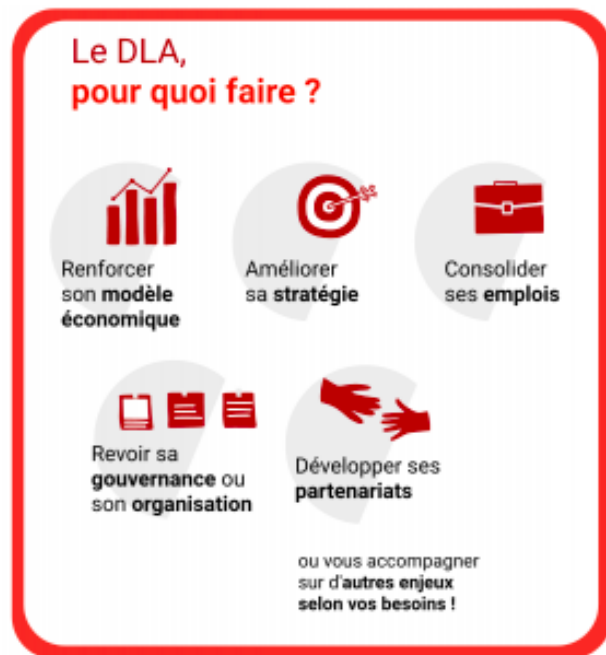 Le DLA,
pour quoi faire ?
Renforcer
son modèle
économique
Améliorer
sa stratégie
Consolider
ses emplois
Revoir sa
gouvernance ou
son organisation
Développer ses
partenariats
ou vous accompagner
sur d'autres enjeux
selon vos besoins !